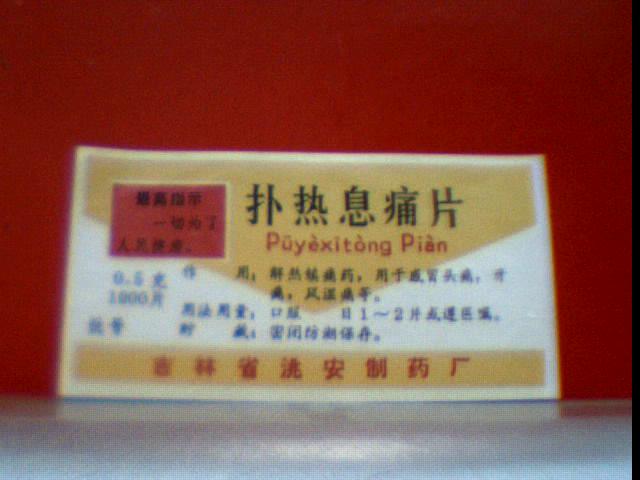 最高指示
一切为了
人民健康。
扑热息痛片
Pūyèxītòng Piàn
0.5克
1000片
批号
作用：解热镇痛药，用于感冒头痛，牙
痛，风湿痛等。
用法用量：口服 日1～2片或遵医嘱。
贮藏：密闭防潮保存。
吉林省洮安制药厂